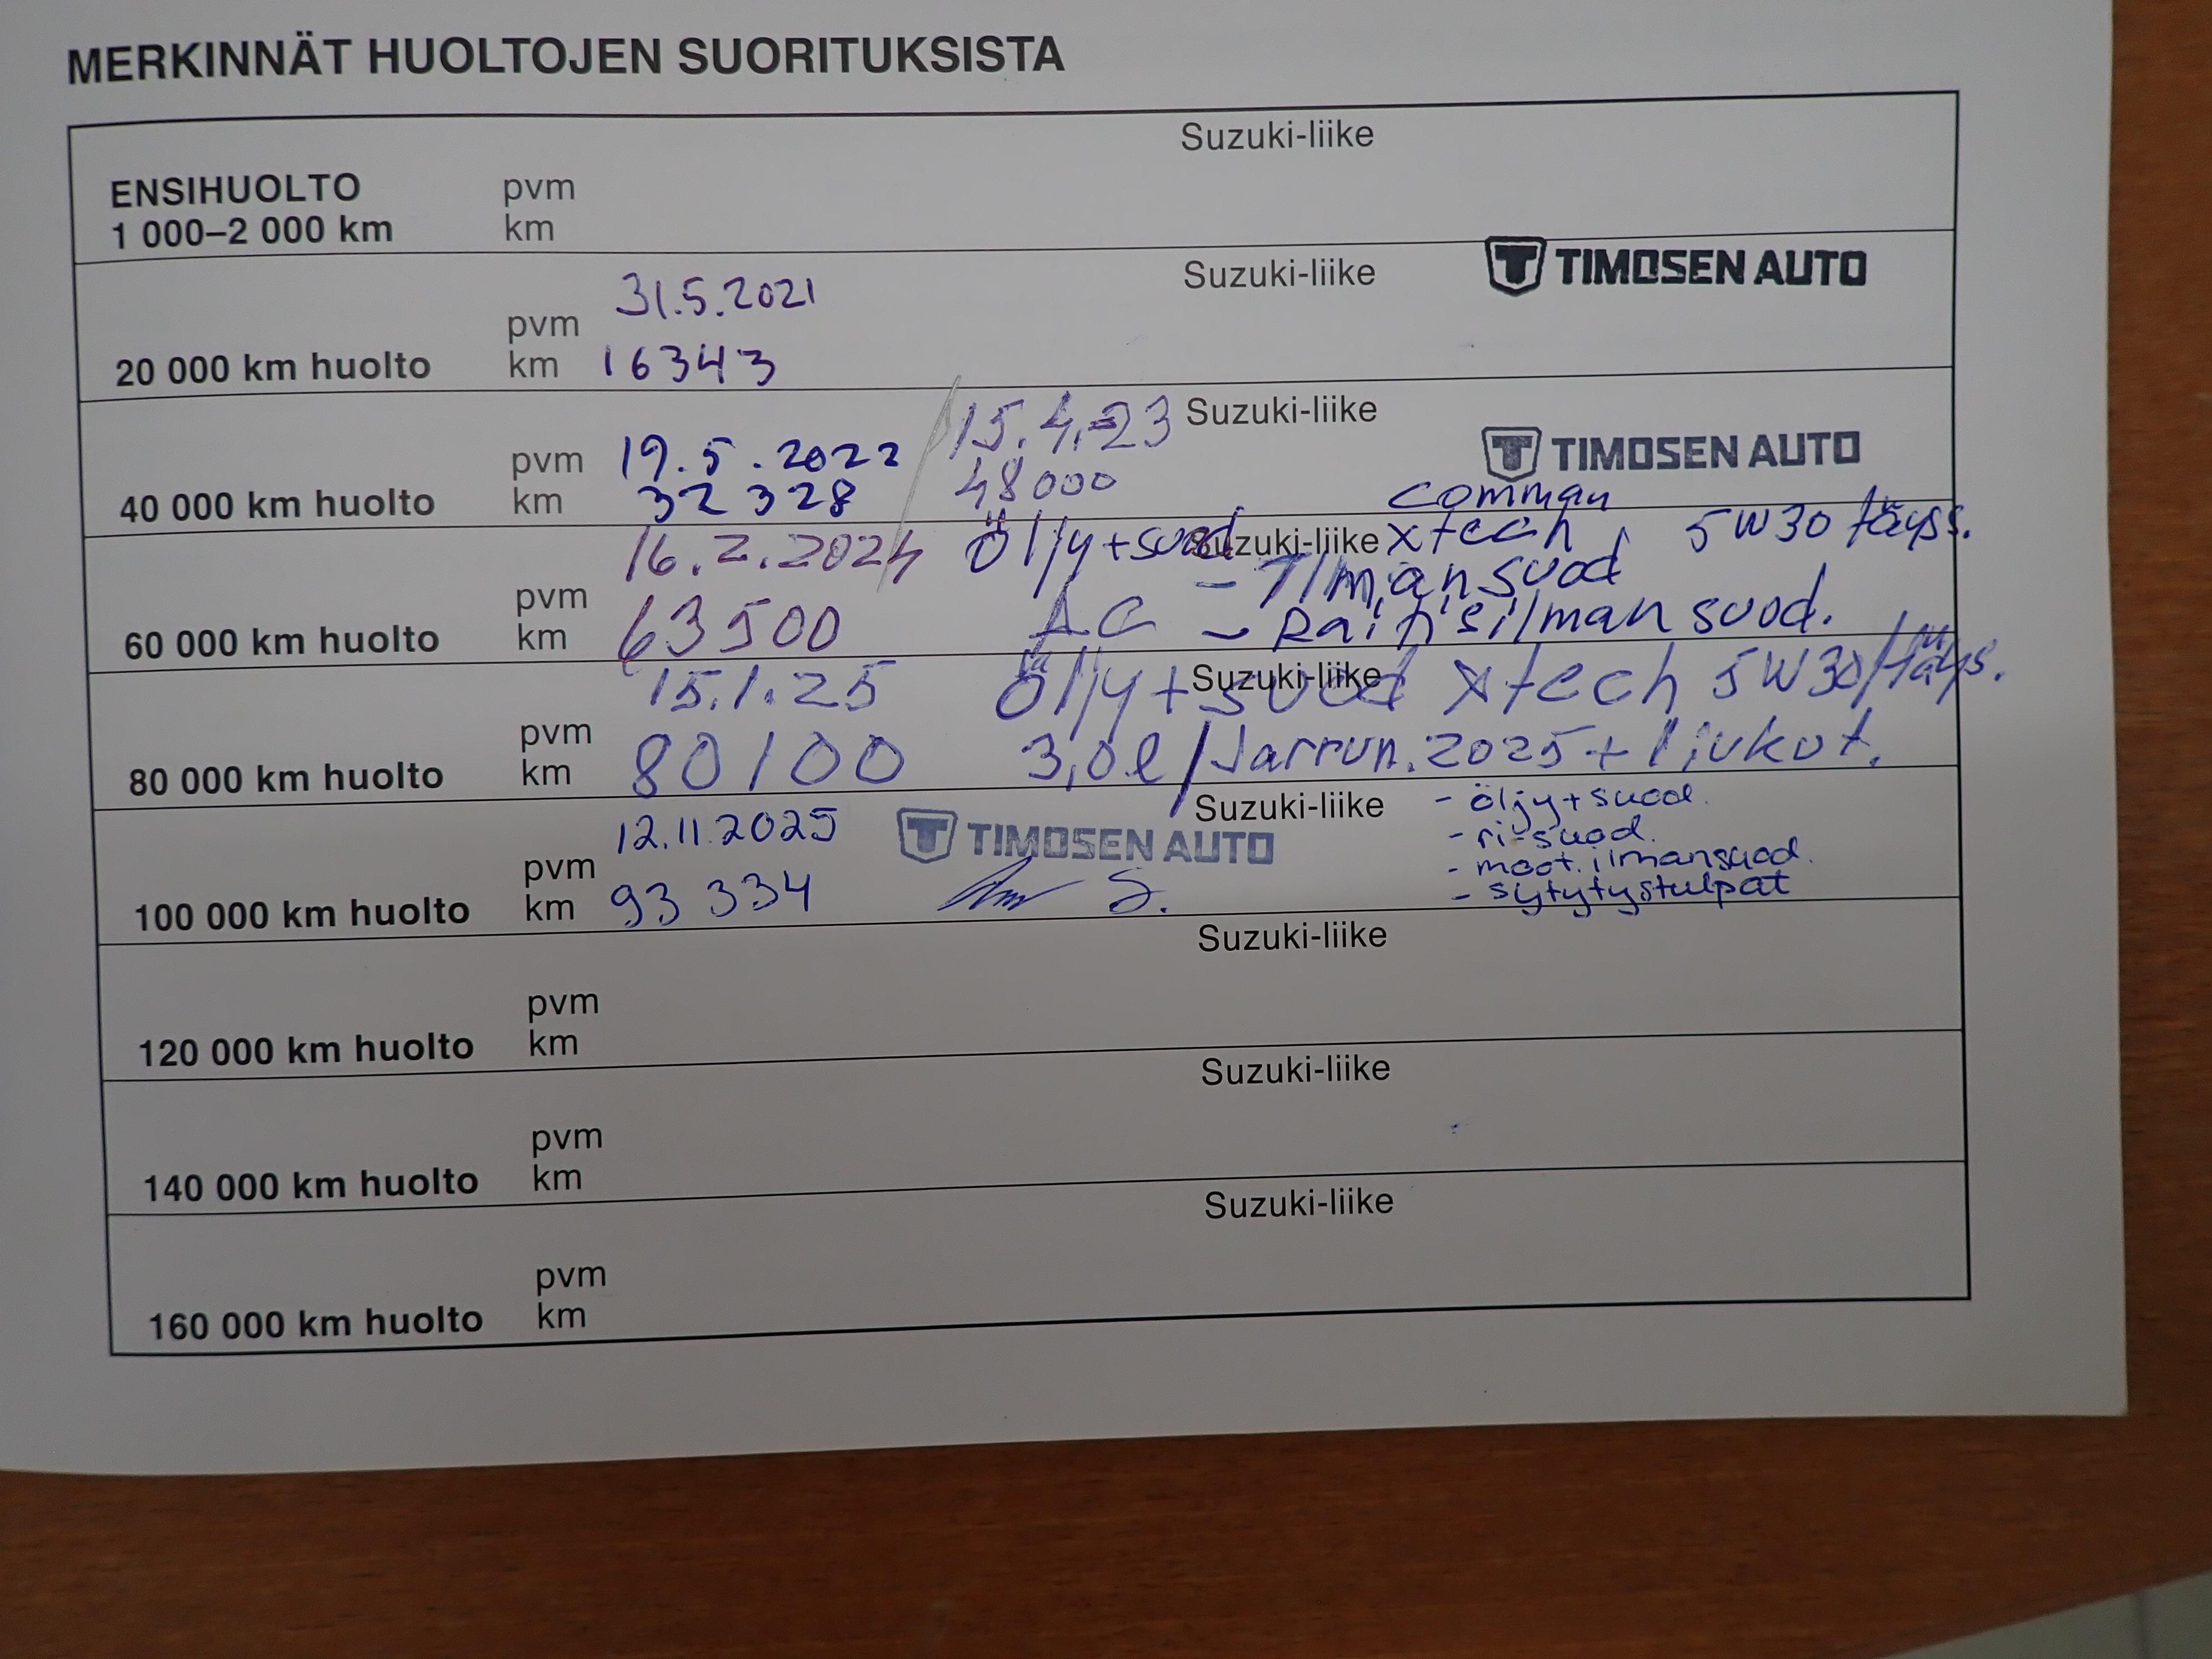 MERKINNÄT HUOLTOJEN SUORITUKSISTA
Suzuki-liike
ENSIHUOLTO pvm
1 000–2 000 km km
Suzuki-liike TIMOSEN AUTO
31.5.2021
pvm
20 000 km huolto km 16343
15.4.23 Suzuki-liike
pvm 19.5.2022 / TIMOSEN AUTO
40 000 km huolto km 32 328 48000
Comman
16.2.2024 Öljy+suod Suzuki-liike xtech, 5W30 täyss.
pvm - Ilmansuod
60 000 km huolto km 63500 AC - Raitisilman suod.
15.1.25 Öljy+suod Suzuki-liike xtech 5W30/täys.
pvm
80 000 km huolto km 80100 3,0l/Jarrun.2025+liukut.
Suzuki-liike - öljy+suod.
12.11.2025 TIMOSEN AUTO - ri-suod.
pvm - moot.ilmansuod.
100 000 km huolto km 93 334 S. - sytytystulpat
Suzuki-liike
pvm
120 000 km huolto km
Suzuki-liike
pvm
140 000 km huolto km
Suzuki-liike
pvm
160 000 km huolto km